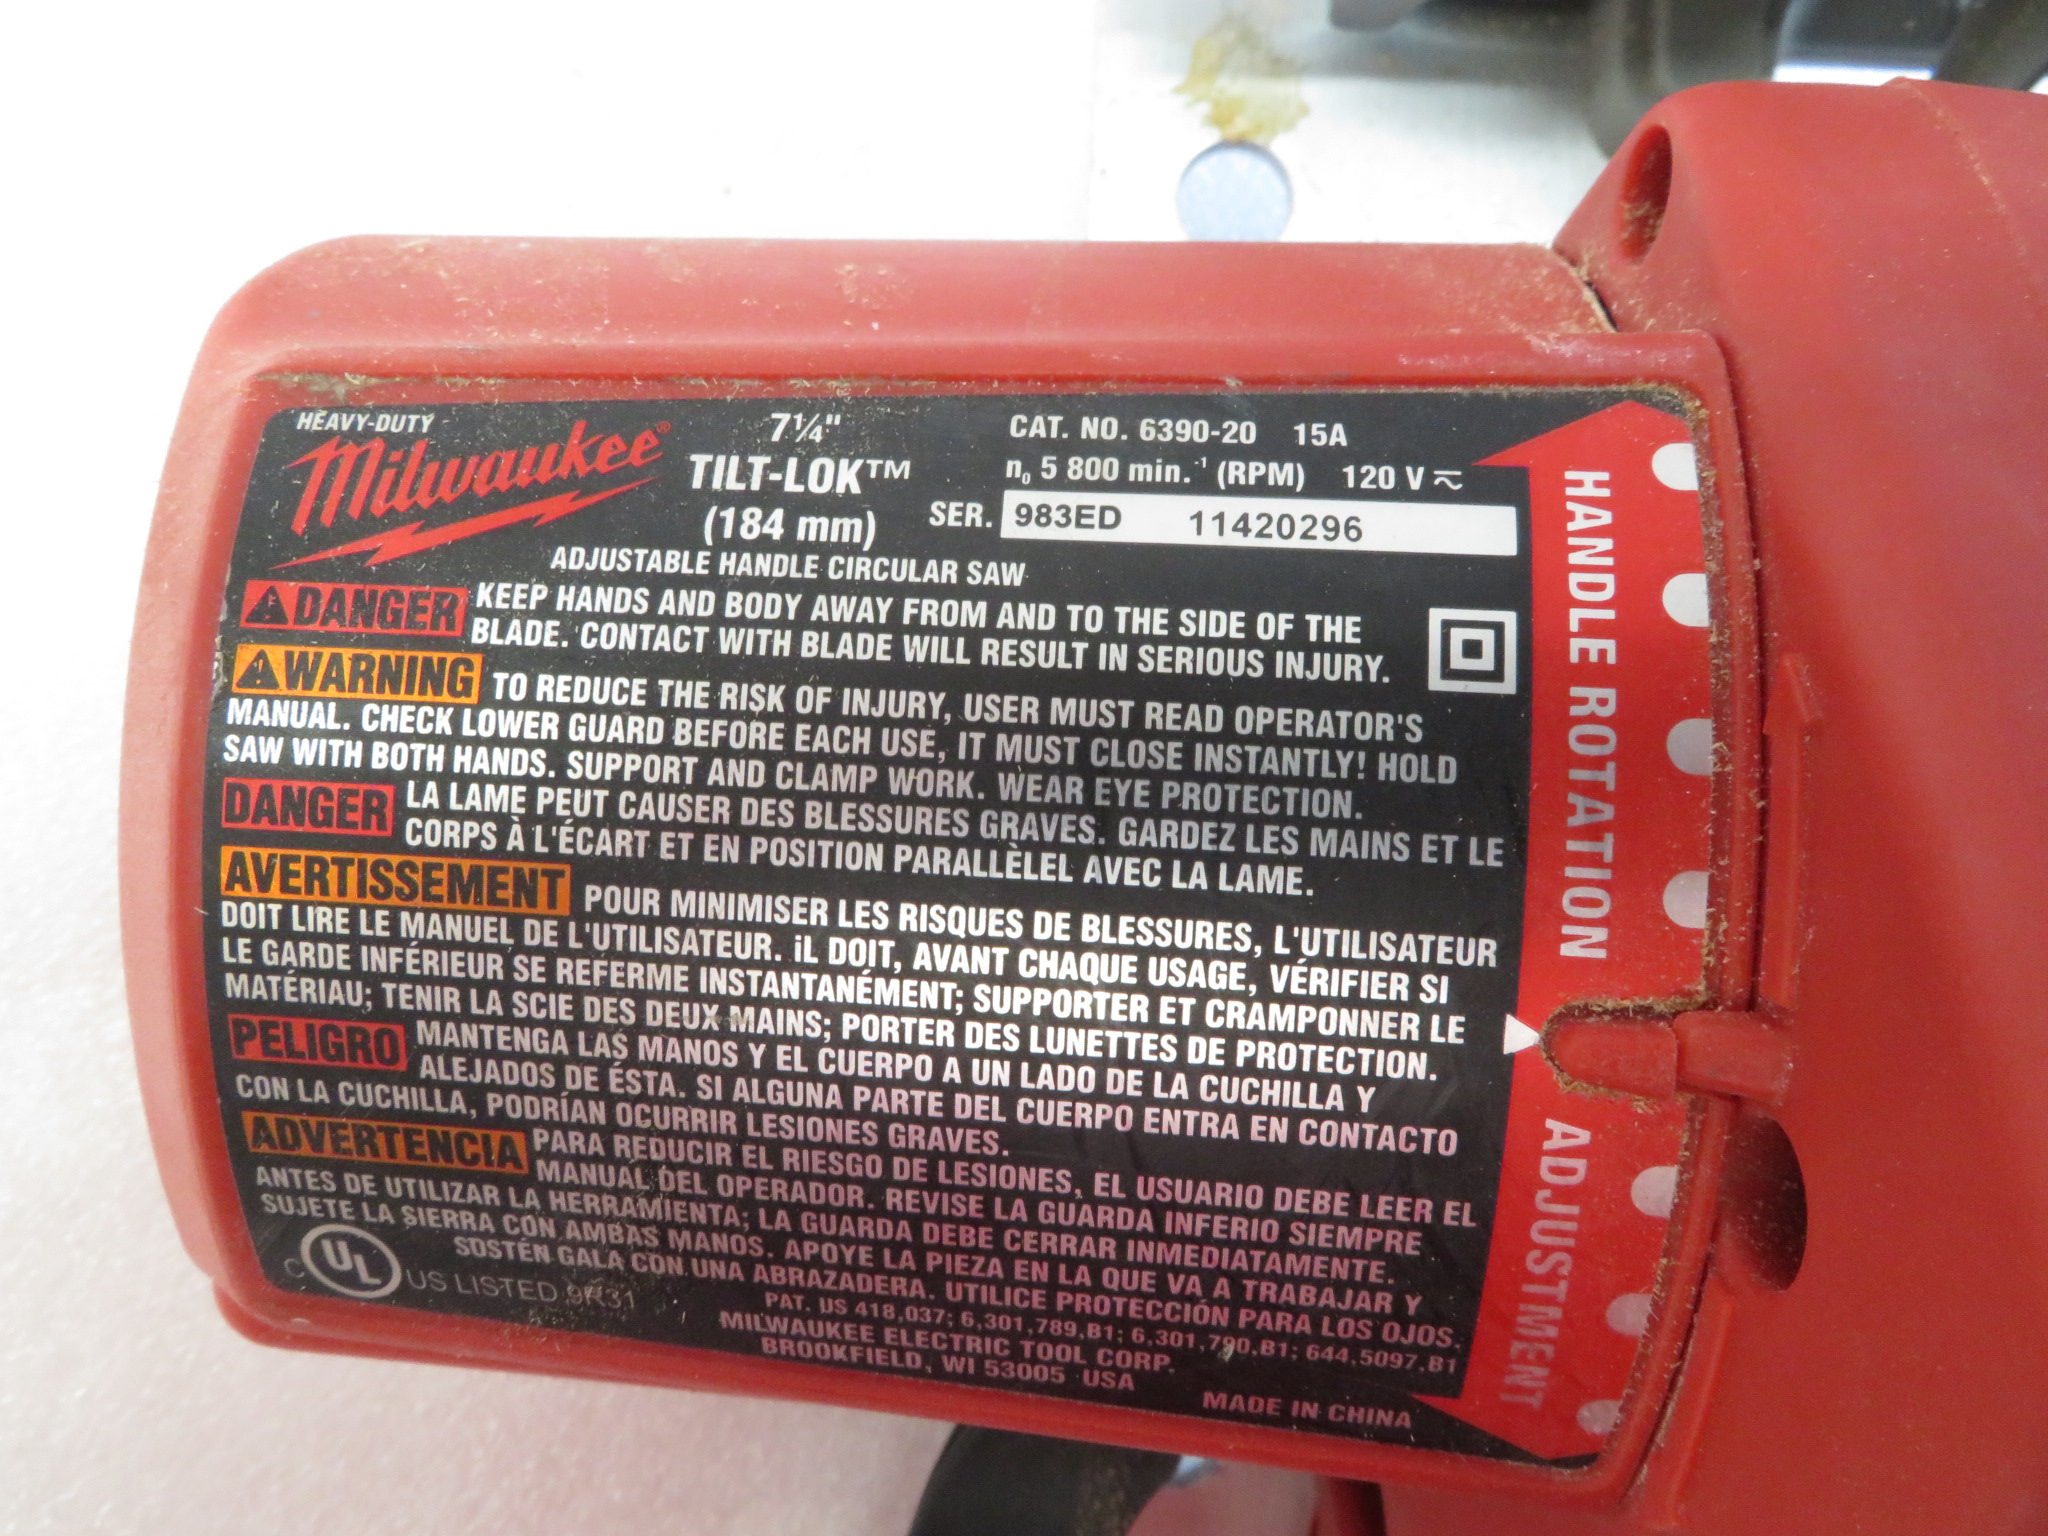 HEAVY-DUTY
Milwaukee®
7¼"
TILT-LOK™
(184 mm)
ADJUSTABLE HANDLE CIRCULAR SAW
CAT. NO. 6390-20 15A
n₀ 5 800 min.⁻¹ (RPM) 120 V
SER. 983ED 11420296
DANGER KEEP HANDS AND BODY AWAY FROM AND TO THE SIDE OF THE
BLADE. CONTACT WITH BLADE WILL RESULT IN SERIOUS INJURY.
WARNING TO REDUCE THE RISK OF INJURY, USER MUST READ OPERATOR'S
MANUAL. CHECK LOWER GUARD BEFORE EACH USE, IT MUST CLOSE INSTANTLY! HOLD
SAW WITH BOTH HANDS. SUPPORT AND CLAMP WORK. WEAR EYE PROTECTION.
DANGER LA LAME PEUT CAUSER DES BLESSURES GRAVES. GARDEZ LES MAINS ET LE
CORPS À L'ÉCART ET EN POSITION PARALLÈLEL AVEC LA LAME.
AVERTISSEMENT POUR MINIMISER LES RISQUES DE BLESSURES, L'UTILISATEUR
DOIT LIRE LE MANUEL DE L'UTILISATEUR. iL DOIT, AVANT CHAQUE USAGE, VÉRIFIER SI
LE GARDE INFÉRIEUR SE REFERME INSTANTANÉMENT; SUPPORTER ET CRAMPONNER LE
MATÉRIAU; TENIR LA SCIE DES DEUX MAINS; PORTER DES LUNETTES DE PROTECTION.
PELIGRO MANTENGA LAS MANOS Y EL CUERPO A UN LADO DE LA CUCHILLA Y
ALEJADOS DE ÉSTA. SI ALGUNA PARTE DEL CUERPO ENTRA EN CONTACTO
CON LA CUCHILLA, PODRÍAN OCURRIR LESIONES GRAVES.
ADVERTENCIA PARA REDUCIR EL RIESGO DE LESIONES, EL USUARIO DEBE LEER EL
MANUAL DEL OPERADOR. REVISE LA GUARDA INFERIO SIEMPRE
ANTES DE UTILIZAR LA HERRAMIENTA; LA GUARDA DEBE CERRAR INMEDIATAMENTE.
SUJETE LA SIERRA CON AMBAS MANOS. APOYE LA PIEZA EN LA QUE VA A TRABAJAR Y
SOSTÉN GALA CON UNA ABRAZADERA. UTILICE PROTECCIÓN PARA LOS OJOS.
C UL US LISTED 9R31
PAT. US 418,037; 6,301,789,B1; 6,301,790,B1; 644,5097,B1
MILWAUKEE ELECTRIC TOOL CORP.
BROOKFIELD, WI 53005 USA
MADE IN CHINA
HANDLE ROTATION
ADJUSTMENT